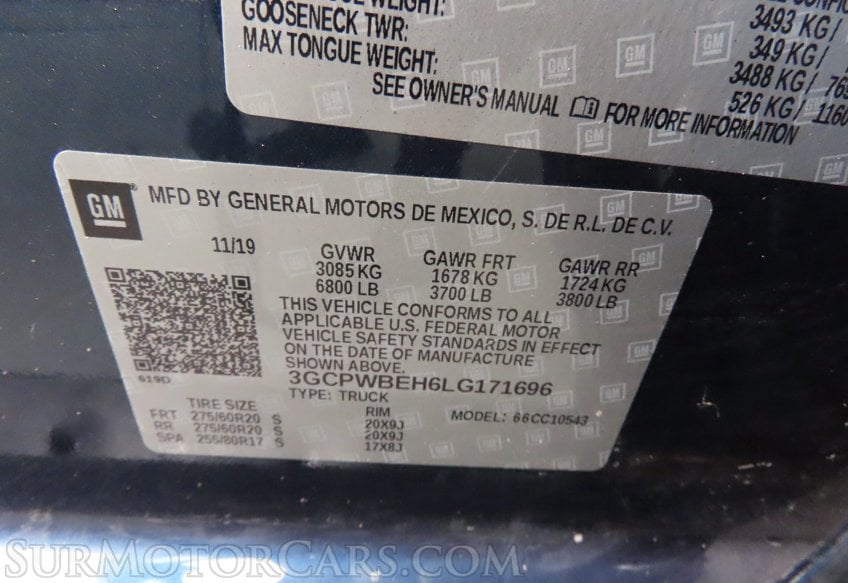 GOOSENECK TWR:
MAX TONGUE WEIGHT:
3493 KG /
349 KG /
3488 KG /
526 KG / 1160
SEE OWNER'S MANUAL FOR MORE INFORMATION
GM
MFD BY GENERAL MOTORS DE MEXICO, S. DE R.L. DE C.V.
11/19 GVWR GAWR FRT GAWR RR
3085 KG 1678 KG 1724 KG
6800 LB 3700 LB 3800 LB
THIS VEHICLE CONFORMS TO ALL
APPLICABLE U.S. FEDERAL MOTOR
VEHICLE SAFETY STANDARDS IN EFFECT
ON THE DATE OF MANUFACTURE
SHOWN ABOVE.
619D
3GCPWBEH6LG171696
TYPE: TRUCK MODEL: 66CC10543
TIRE SIZE RIM
FRT 275/60R20 S 20X9J
RR 275/60R20 S 20X9J
SPA 255/80R17 S 17X8J
SurMotorCars.com